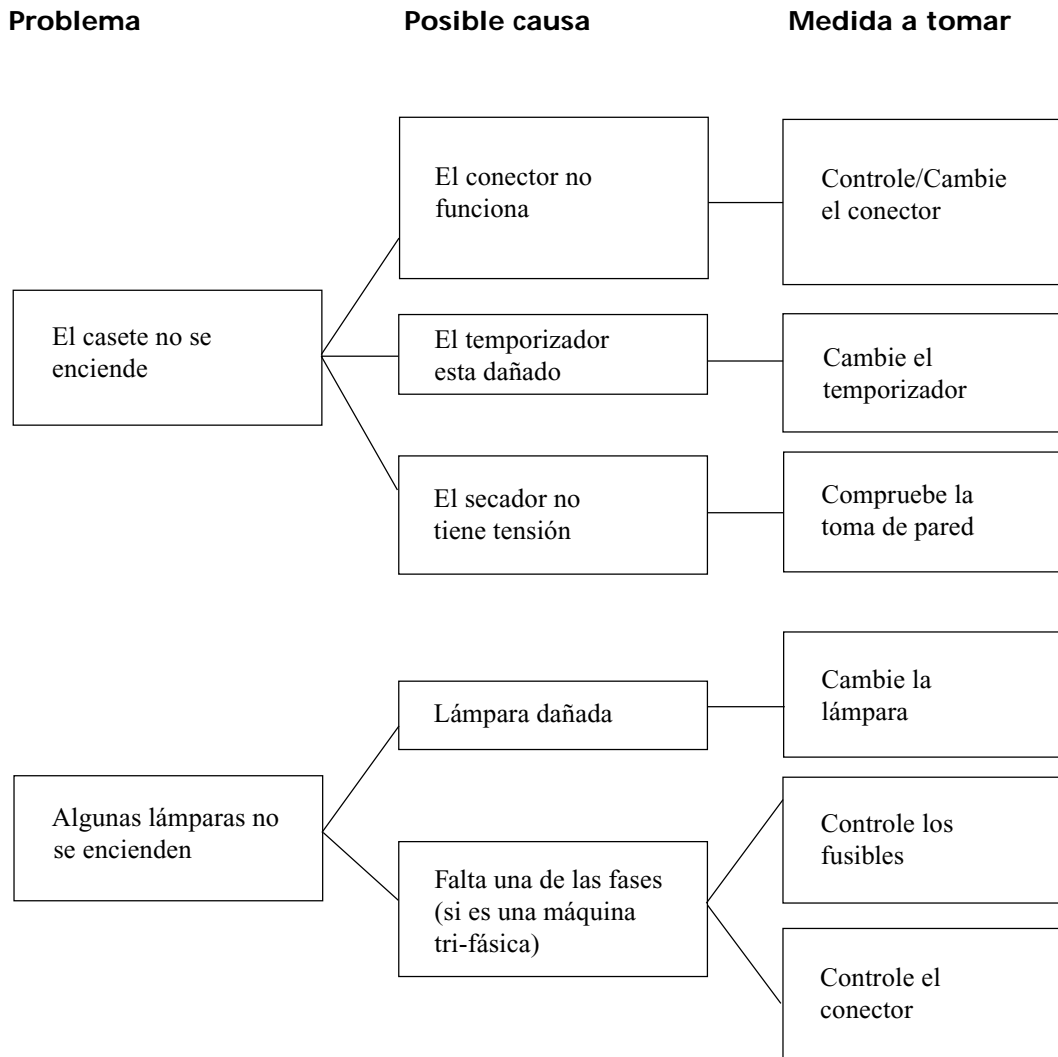 Problema
Posible causa
Medida a tomar
El conector no
funciona
Controle/Cambie
el conector
El casete no se
enciende
El temporizador
esta dañado
Cambie el
temporizador
El secador no
tiene tensión
Compruebe la
toma de pared
Lámpara dañada
Cambie la
lámpara
Algunas lámparas no
se encienden
Falta una de las fases
(si es una máquina
tri-fásica)
Controle los
fusibles
Controle el
conector